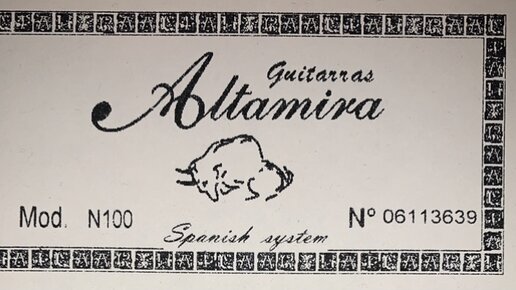 Guitarras
Altamira
Mod. N100
Nº 06113639
Spanish system